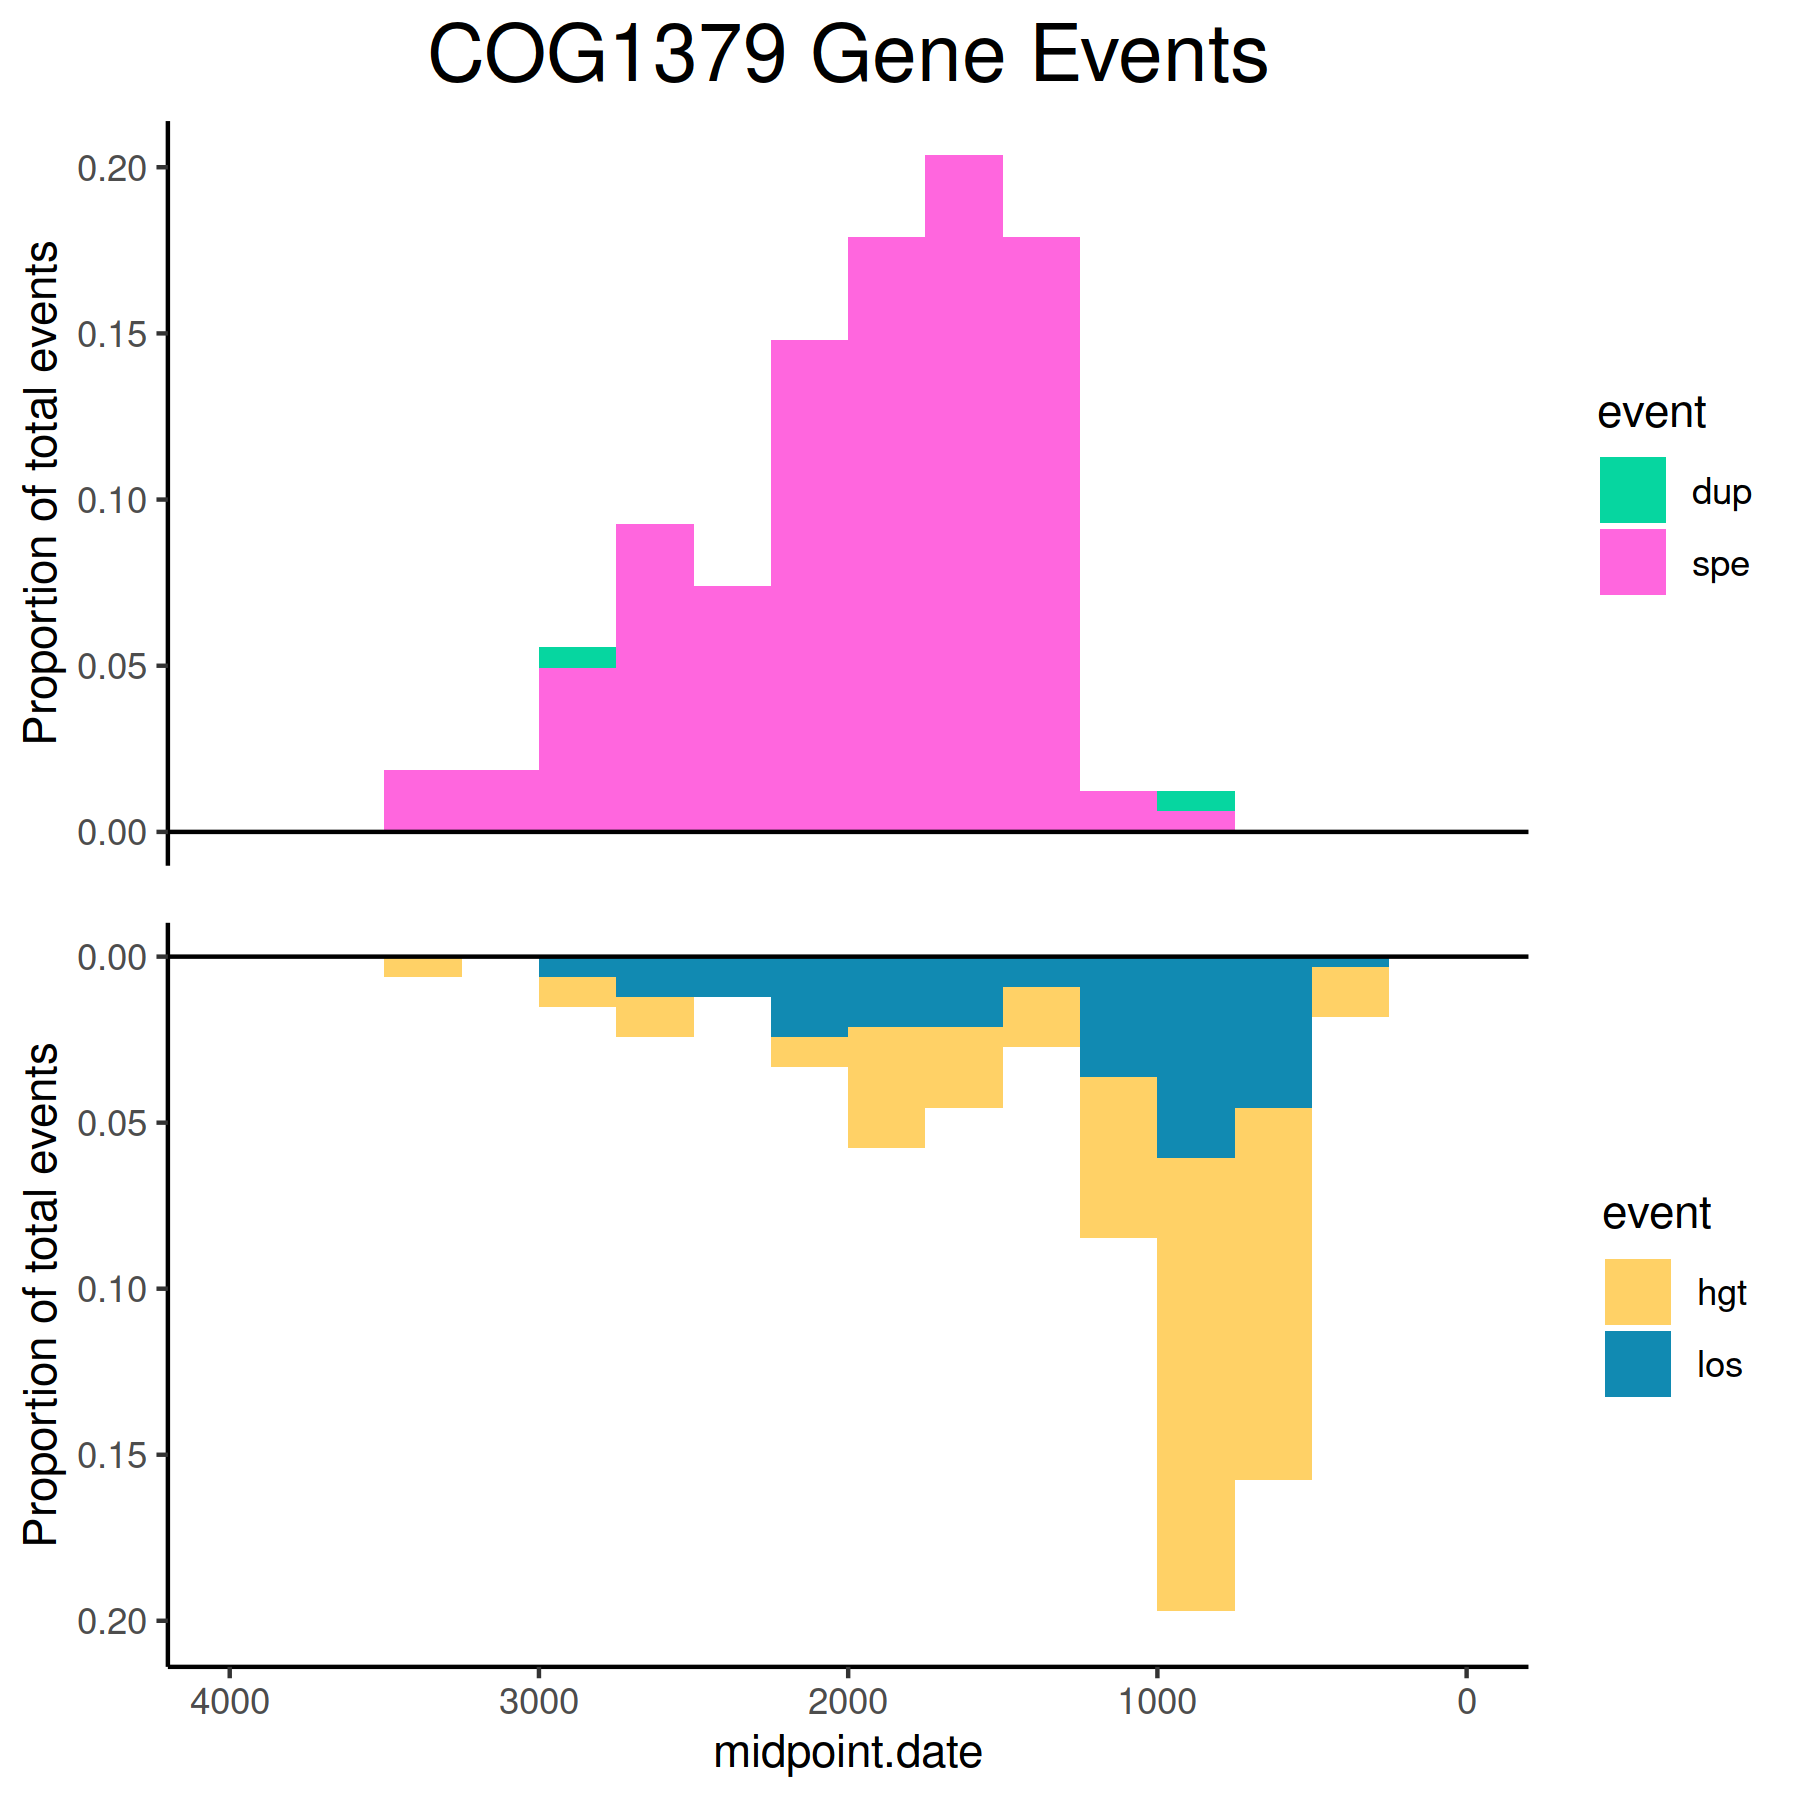 COG1379 Gene Events
Proportion of total events
0.20
0.15
0.10
0.05
0.00
event
dup
spe
Proportion of total events
0.00
0.05
0.10
0.15
0.20
event
hgt
los
4000 3000 2000 1000 0
midpoint.date